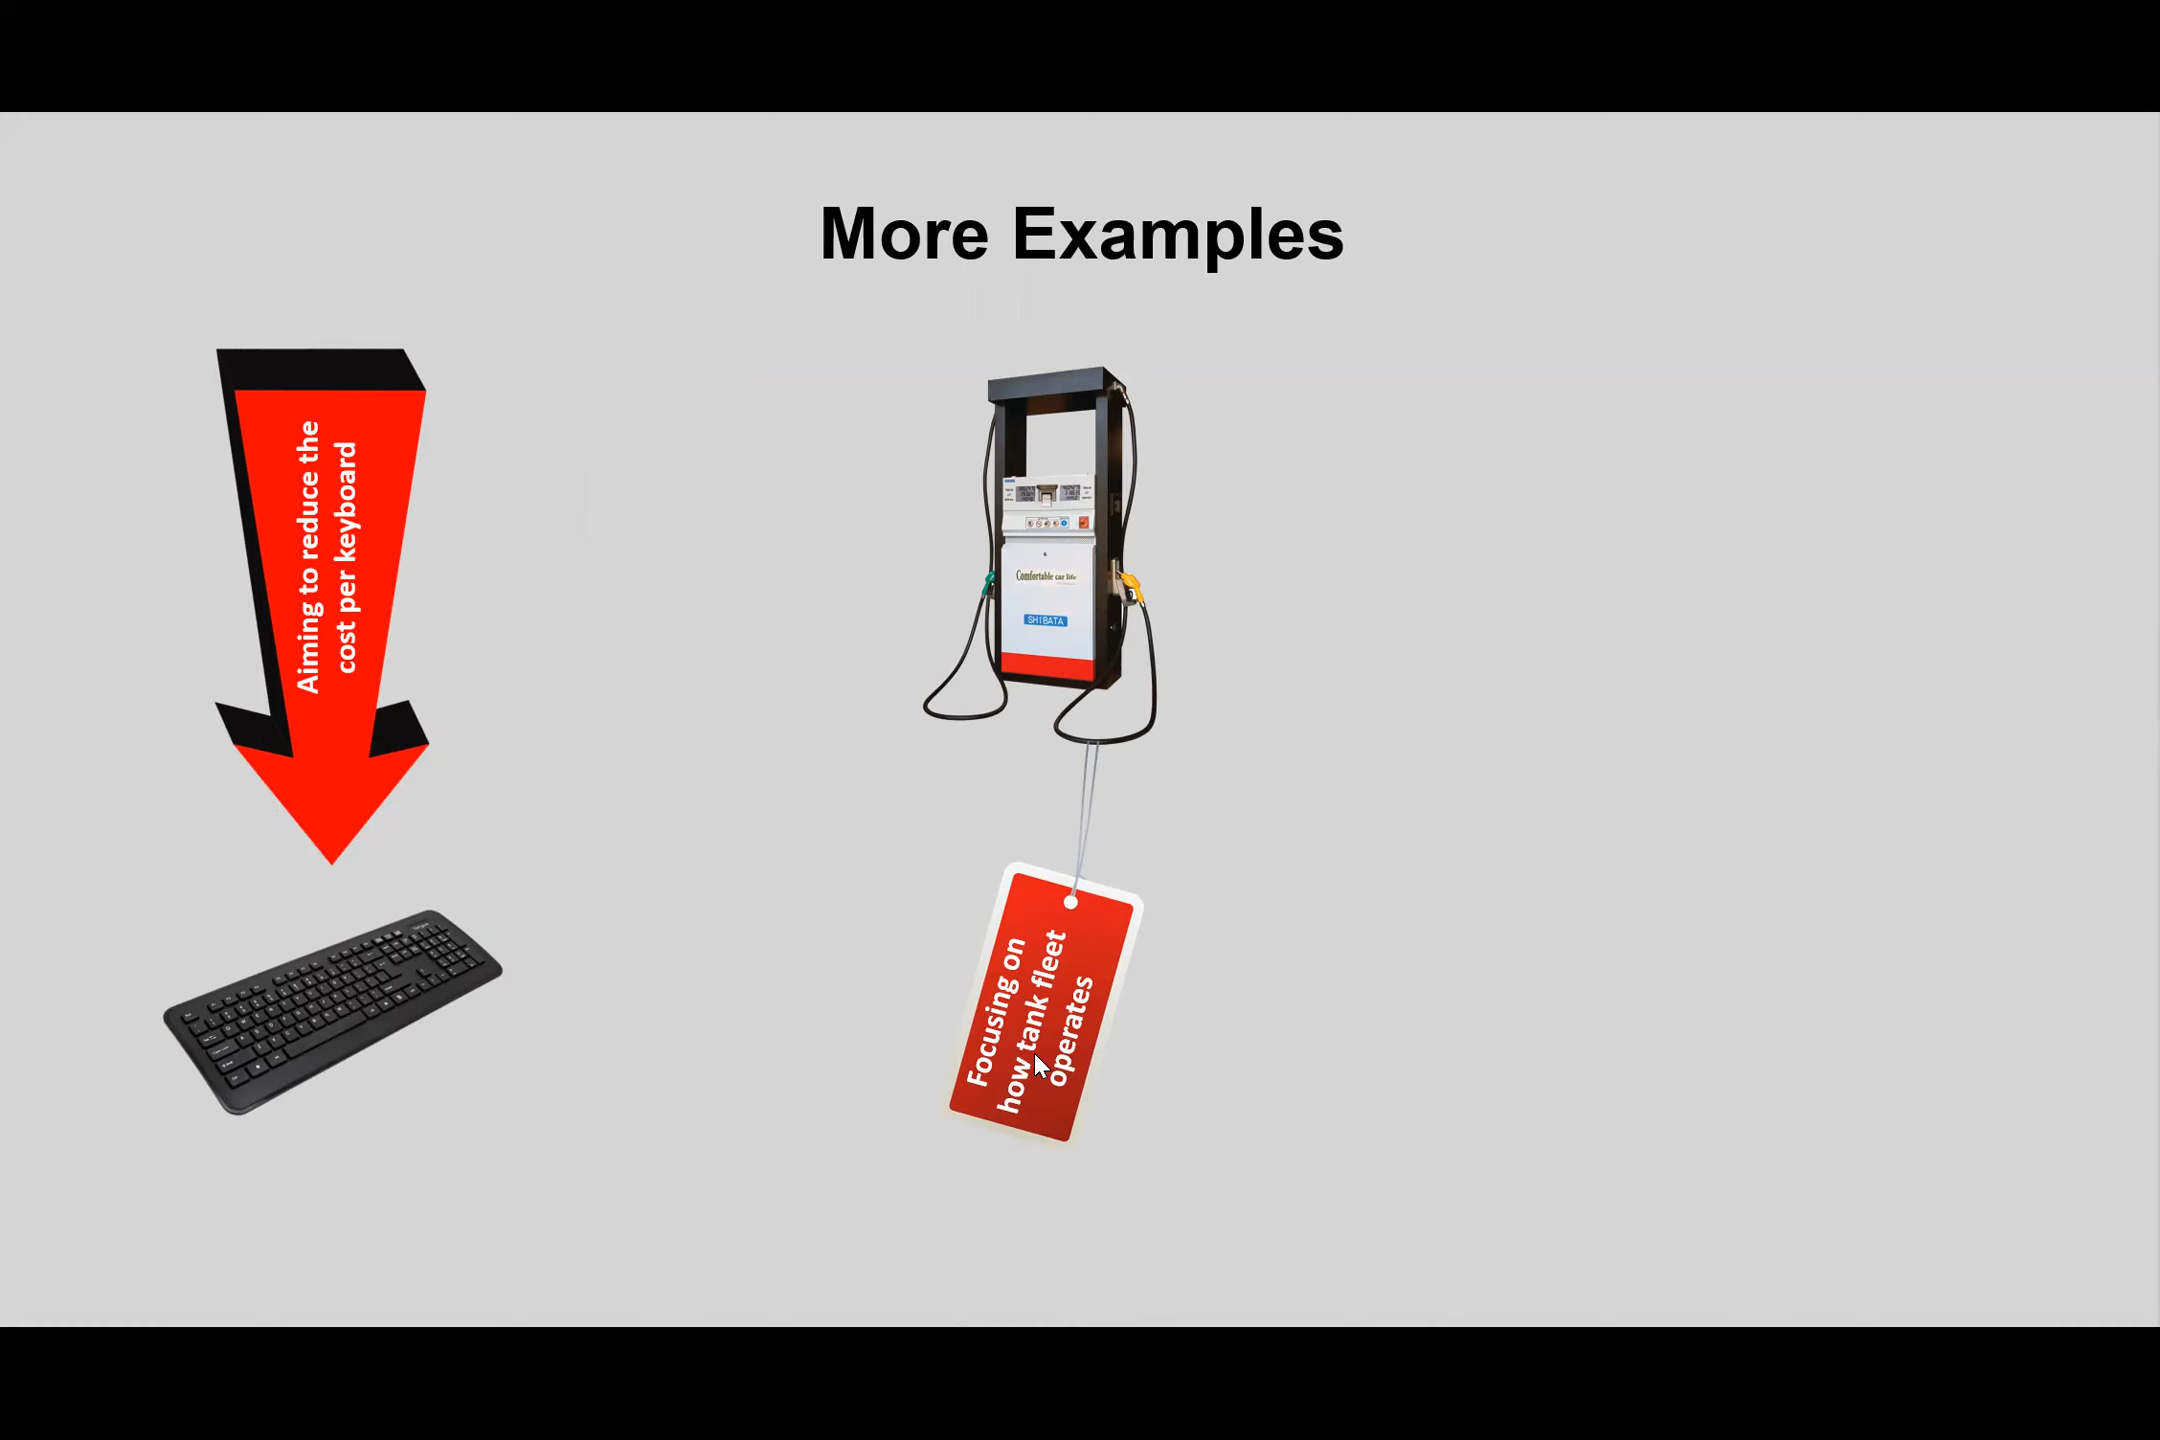 More Examples
Aiming to reduce the
cost per keyboard
Comfortable car life
SHIBATA
Focusing on
how tank fleet
operates